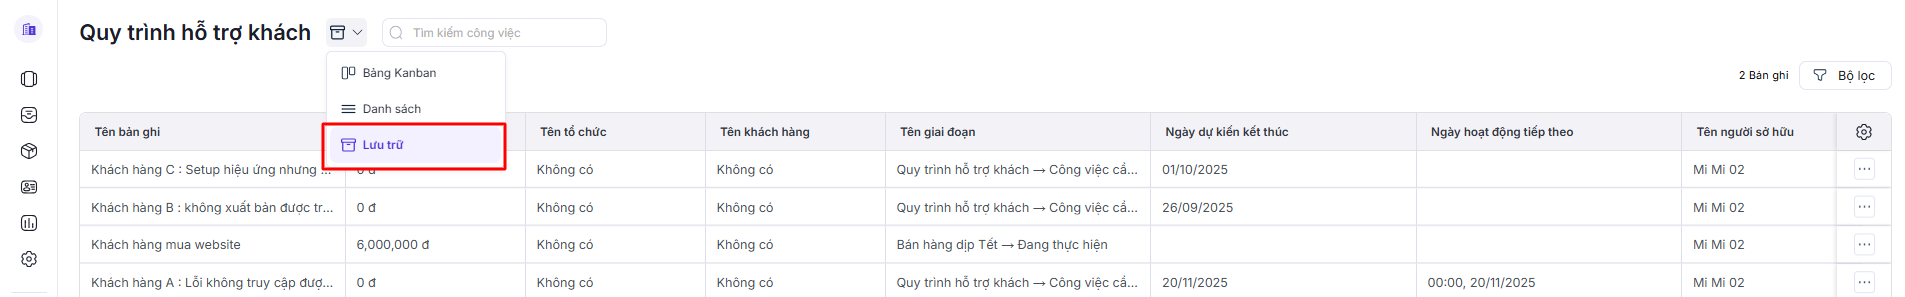 Quy trình hỗ trợ khách
Tìm kiếm công việc
Bảng Kanban
Danh sách
Lưu trữ
2 Bản ghi
Bộ lọc
Tên bản ghi Tên tổ chức Tên khách hàng Tên giai đoạn Ngày dự kiến kết thúc Ngày hoạt động tiếp theo Tên người sở hữu
Khách hàng C : Setup hiệu ứng nhưng ... 0 đ Không có Không có Quy trình hỗ trợ khách → Công việc cầ... 01/10/2025 Mi Mi 02
Khách hàng B : không xuất bản được tr... 0 đ Không có Không có Quy trình hỗ trợ khách → Công việc cầ... 26/09/2025 Mi Mi 02
Khách hàng mua website 6,000,000 đ Không có Không có Bán hàng dịp Tết → Đang thực hiện Mi Mi 02
Khách hàng A : Lỗi không truy cập đượ... 0 đ Không có Không có Quy trình hỗ trợ khách → Công việc cầ... 20/11/2025 00:00, 20/11/2025 Mi Mi 02